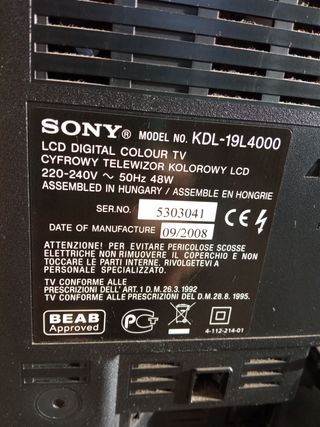 SONY® MODEL NO. KDL-19L4000
LCD DIGITAL COLOUR TV
CYFROWY TELEWIZOR KOLOROWY LCD
220-240V ~ 50Hz 48W
ASSEMBLED IN HUNGARY / ASSEMBLE EN HONGRIE
SER.NO. 5303041
CE
DATE OF MANUFACTURE 09/2008
ATTENZIONE! PER EVITARE PERICOLOSE SCOSSE
ELETTRICHE NON RIMUOVERE IL COPERCHIO E NON
TOCCARE LE PARTI INTERNE. RIVOLGETEVI A
PERSONALE SPECIALIZZATO.
TV CONFORME ALLE
PRESCRIZIONI DELL' ART.1 D.M.26.3.1992
TV CONFORME ALLE PRESCRIZIONI DEL D.M.28.8.1995.
BEAB
Approved
4-112-214-01